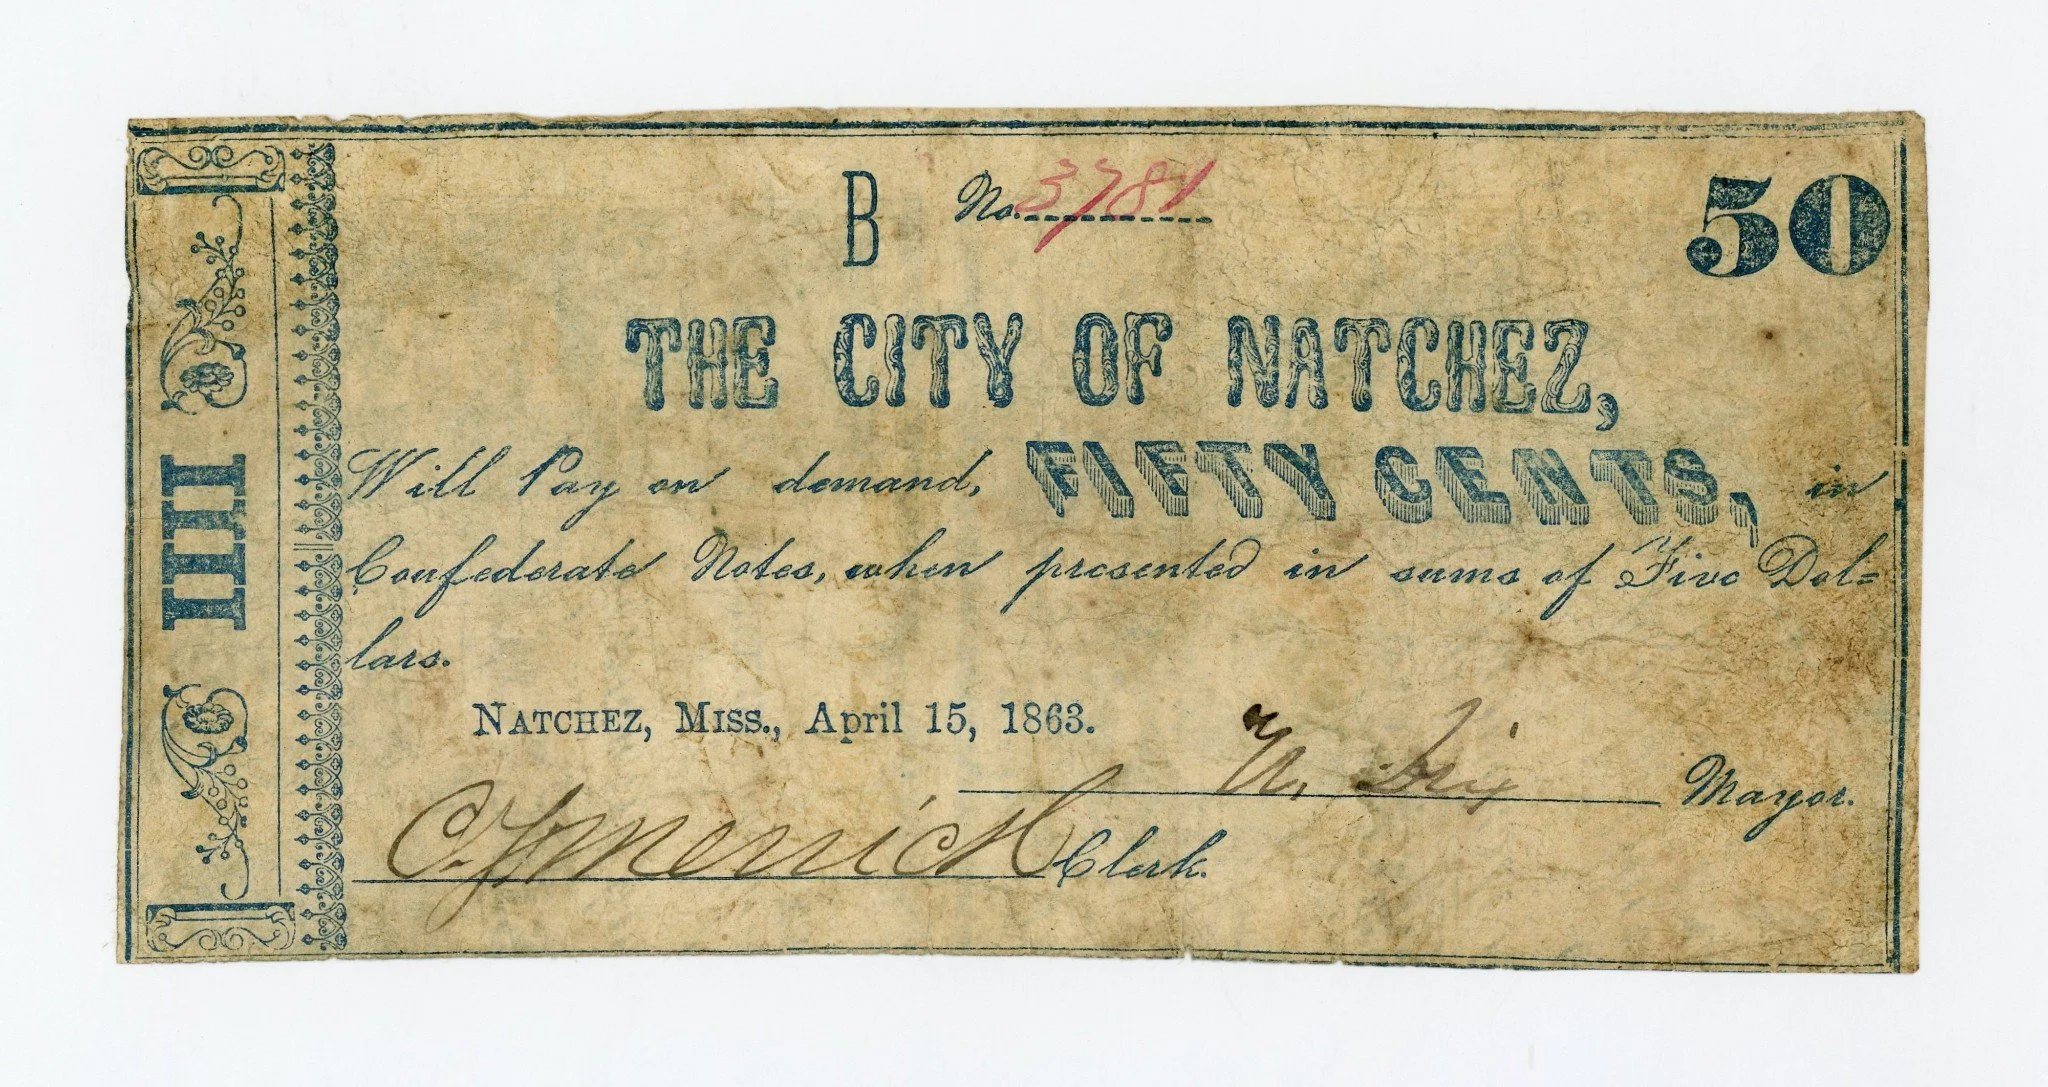 B No. 3781
50
THE CITY OF NATCHEZ,
Will Pay on demand, FIFTY CENTS, in
Confederate Notes, when presented in sums of Five Dol=
lars.
NATCHEZ, MISS., April 15, 1863.
Mayor.
C. F. Merrick Clerk.
IIII